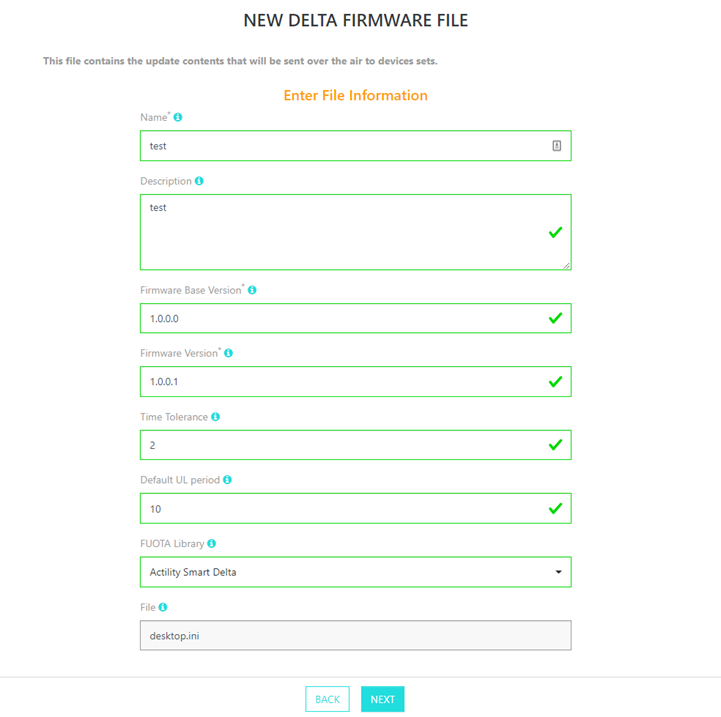 NEW DELTA FIRMWARE FILE
This file contains the update contents that will be sent over the air to devices sets.
Enter File Information
Name*
test
Description
test
Firmware Base Version*
1.0.0.0
Firmware Version*
1.0.0.1
Time Tolerance
2
Default UL period
10
FUOTA Library
Actility Smart Delta
File
desktop.ini
BACK NEXT